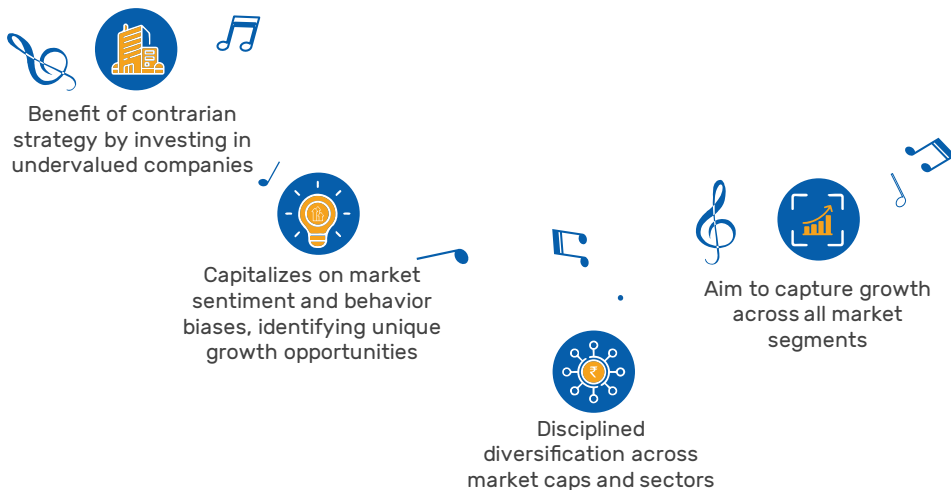 Benefit of contrarian
strategy by investing in
undervalued companies
Capitalizes on market
sentiment and behavior
biases, identifying unique
growth opportunities
₹
Disciplined
diversification across
market caps and sectors
Aim to capture growth
across all market
segments